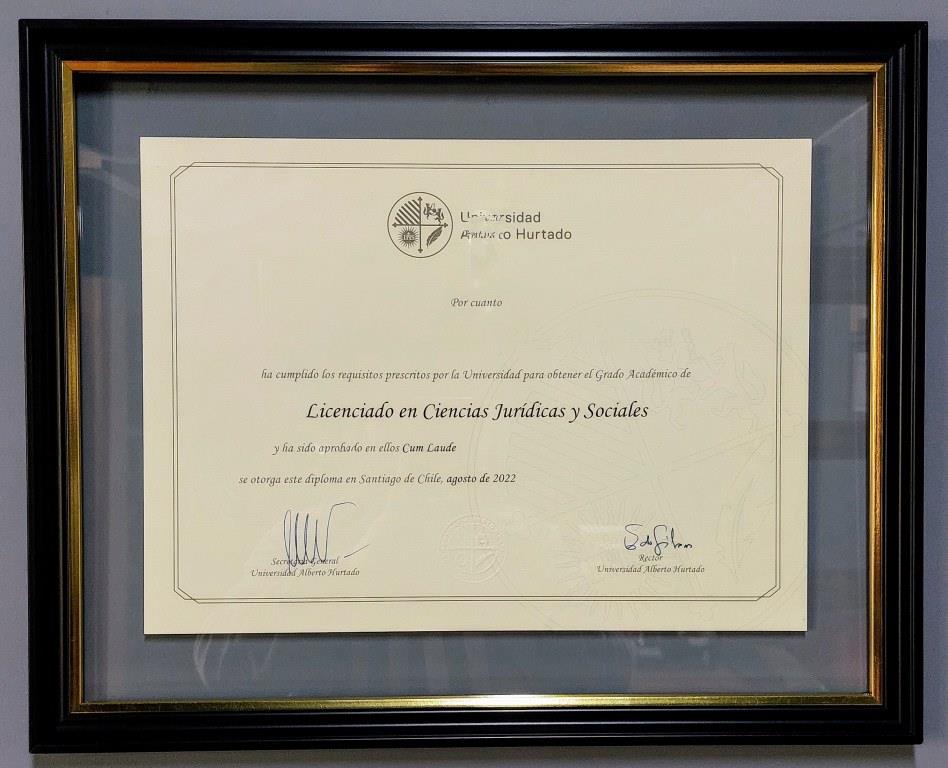 Universidad
Hurtado
Por cuanto
ha cumplido los requisitos prescritos por la Universidad para obtener el Grado Académico de
Licenciado en Ciencias Jurídicas y Sociales
y ha sido aprobado en ellos Cum Laude
se otorga este diploma en Santiago de Chile, agosto de 2022
General
Universidad Alberto Hurtado
Rector
Universidad Alberto Hurtado